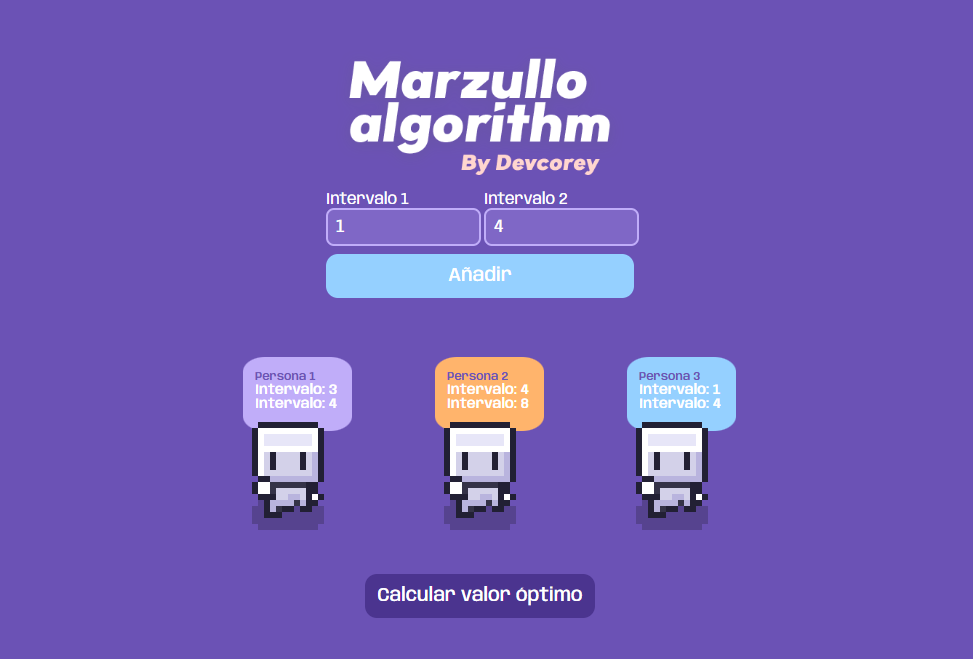 Marzullo
algorithm
By Devcorey
Intervalo 1 Intervalo 2
1 4
Añadir
Persona 1
Intervalo: 3
Intervalo: 4
Persona 2
Intervalo: 4
Intervalo: 8
Persona 3
Intervalo: 1
Intervalo: 4
Calcular valor óptimo